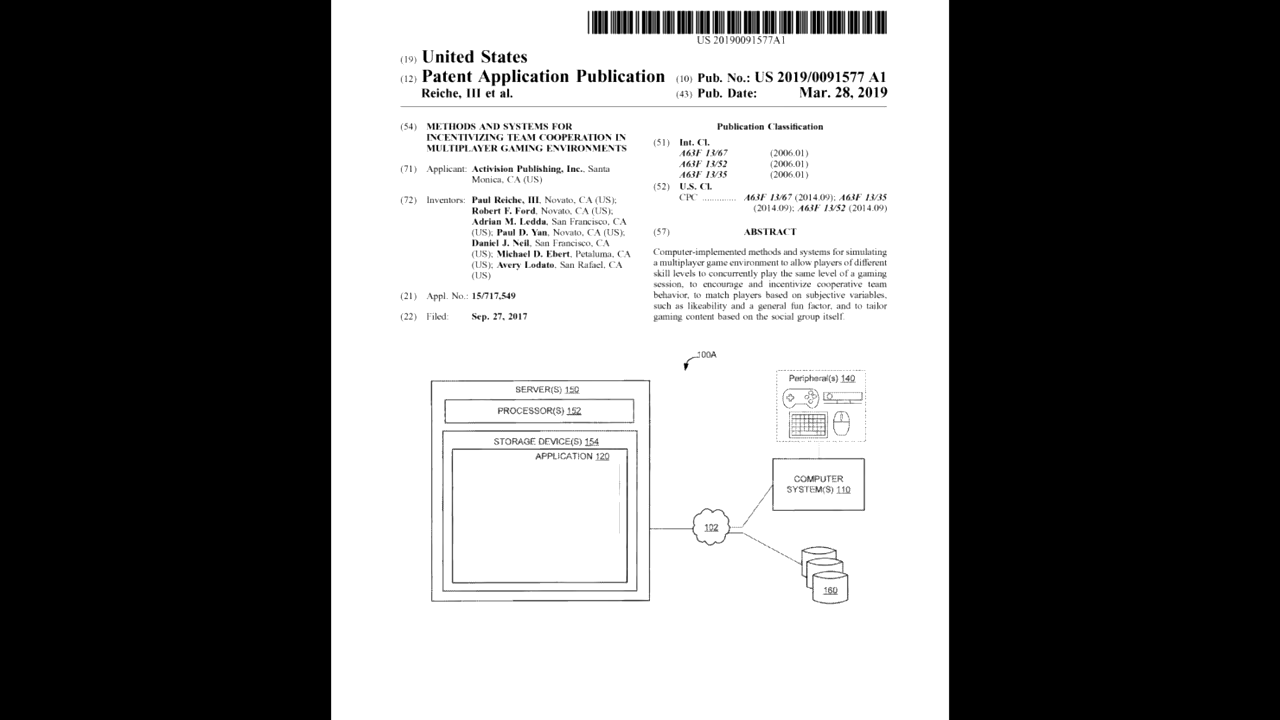 US 20190091577A1
(19) United States
(12) Patent Application Publication
Reiche, III et al.
(10) Pub. No.: US 2019/0091577 A1
(43) Pub. Date: Mar. 28, 2019
(54) METHODS AND SYSTEMS FOR
INCENTIVIZING TEAM COOPERATION IN
MULTIPLAYER GAMING ENVIRONMENTS
(71) Applicant: Activision Publishing, Inc., Santa
Monica, CA (US)
(72) Inventors: Paul Reiche, III, Novato, CA (US);
Robert F. Ford, Novato, CA (US);
Adrian M. Ledda, San Francisco, CA
(US); Paul D. Yan, Novato, CA (US);
Daniel J. Neil, San Francisco, CA
(US); Michael D. Ebert, Petaluma, CA
(US); Avery Lodato, San Rafael, CA
(US)
(21) Appl. No.: 15/717,549
(22) Filed: Sep. 27, 2017
Publication Classification
(51) Int. Cl.
A63F 13/67 (2006.01)
A63F 13/52 (2006.01)
A63F 13/35 (2006.01)
(52) U.S. Cl.
CPC .............. A63F 13/67 (2014.09); A63F 13/35
(2014.09); A63F 13/52 (2014.09)
(57) ABSTRACT
Computer-implemented methods and systems for simulating
a multiplayer game environment to allow players of different
skill levels to concurrently play the same level of a gaming
session, to encourage and incentivize cooperative team
behavior, to match players based on subjective variables,
such as likeability and a general fun factor, and to tailor
gaming content based on the social group itself.
100A
SERVER(S) 150
PROCESSOR(S) 152
STORAGE DEVICE(S) 154
APPLICATION 120
102
Peripheral(s) 140
COMPUTER
SYSTEM(S) 110
160